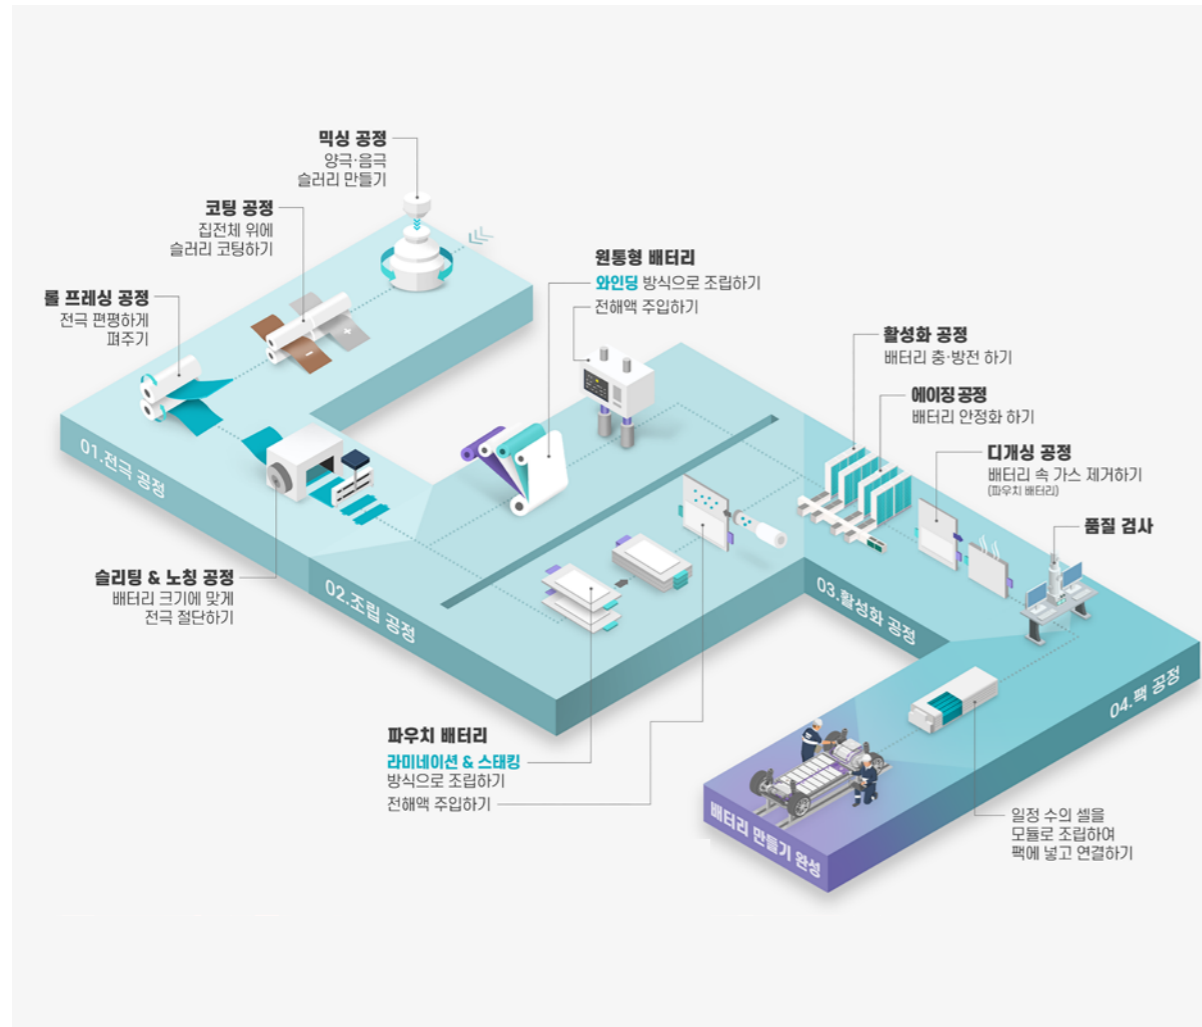 믹싱 공정
양극·음극
슬러리 만들기
코팅 공정
집전체 위에
슬러리 코팅하기
롤 프레싱 공정
전극 편평하게
펴주기
슬리팅 & 노칭 공정
배터리 크기에 맞게
전극 절단하기
01.전극 공정
원통형 배터리
와인딩 방식으로 조립하기
전해액 주입하기
02.조립 공정
파우치 배터리
라미네이션 & 스태킹
방식으로 조립하기
전해액 주입하기
활성화 공정
배터리 충·방전 하기
에이징 공정
배터리 안정화 하기
디개싱 공정
배터리 속 가스 제거하기
(파우치 배터리)
품질 검사
03.활성화 공정
04.팩 공정
일정 수의 셀을
모듈로 조립하여
팩에 넣고 연결하기
배터리 만들기 완성